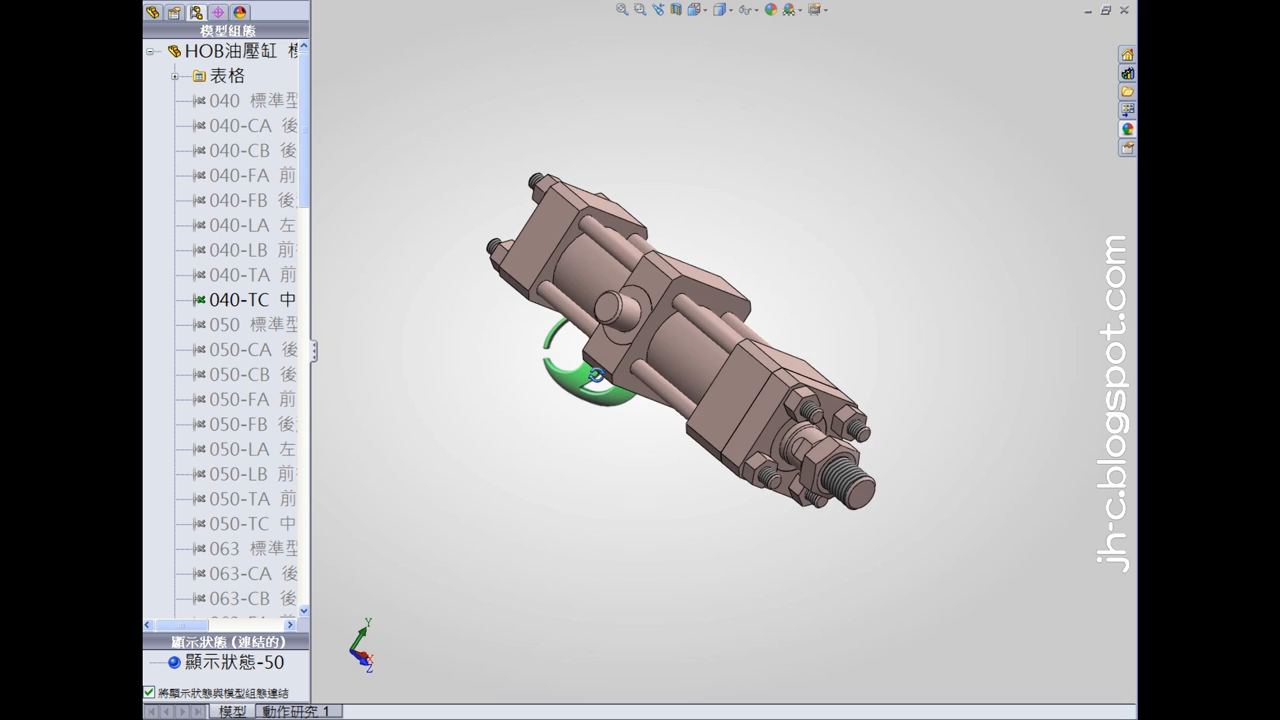 模型組態
HOB油壓缸
表格
040 標準型
040-CA 後
040-CB 後
040-FA 前
040-FB 後
040-LA 左
040-LB 前
040-TA 前
040-TC 中
050 標準型
050-CA 後
050-CB 後
050-FA 前
050-FB 後
050-LA 左
050-LB 前
050-TA 前
050-TC 中
063 標準型
063-CA 後
063-CB 後
顯示狀態 (連結的)
顯示狀態-50
將顯示狀態與模型組態連結
模型 動作研究 1
Y
Z
jh-c.blogspot.com